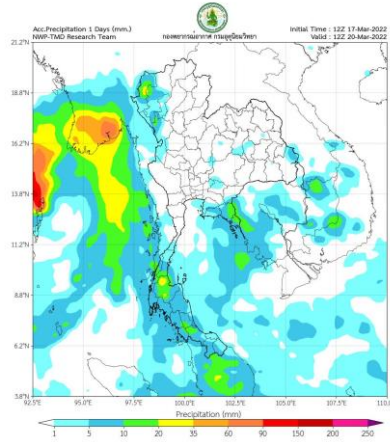 Acc.Precipitation 1 Days (mm.)
NWP-TMD Research Team
กองพยากรณ์อากาศ กรมอุตุนิยมวิทยา
Initial Time : 12Z 17-Mar-2022
Valid : 12Z 20-Mar-2022
21.2°N
18.8°N
16.2°N
13.8°N
11.2°N
8.8°N
6.2°N
3.8°N
92.5°E 95.0°E 97.5°E 100.0°E 102.5°E 105.0°E 107.5°E 110.0
Precipitation (mm)
1 5 10 20 35 60 90 150 200 250